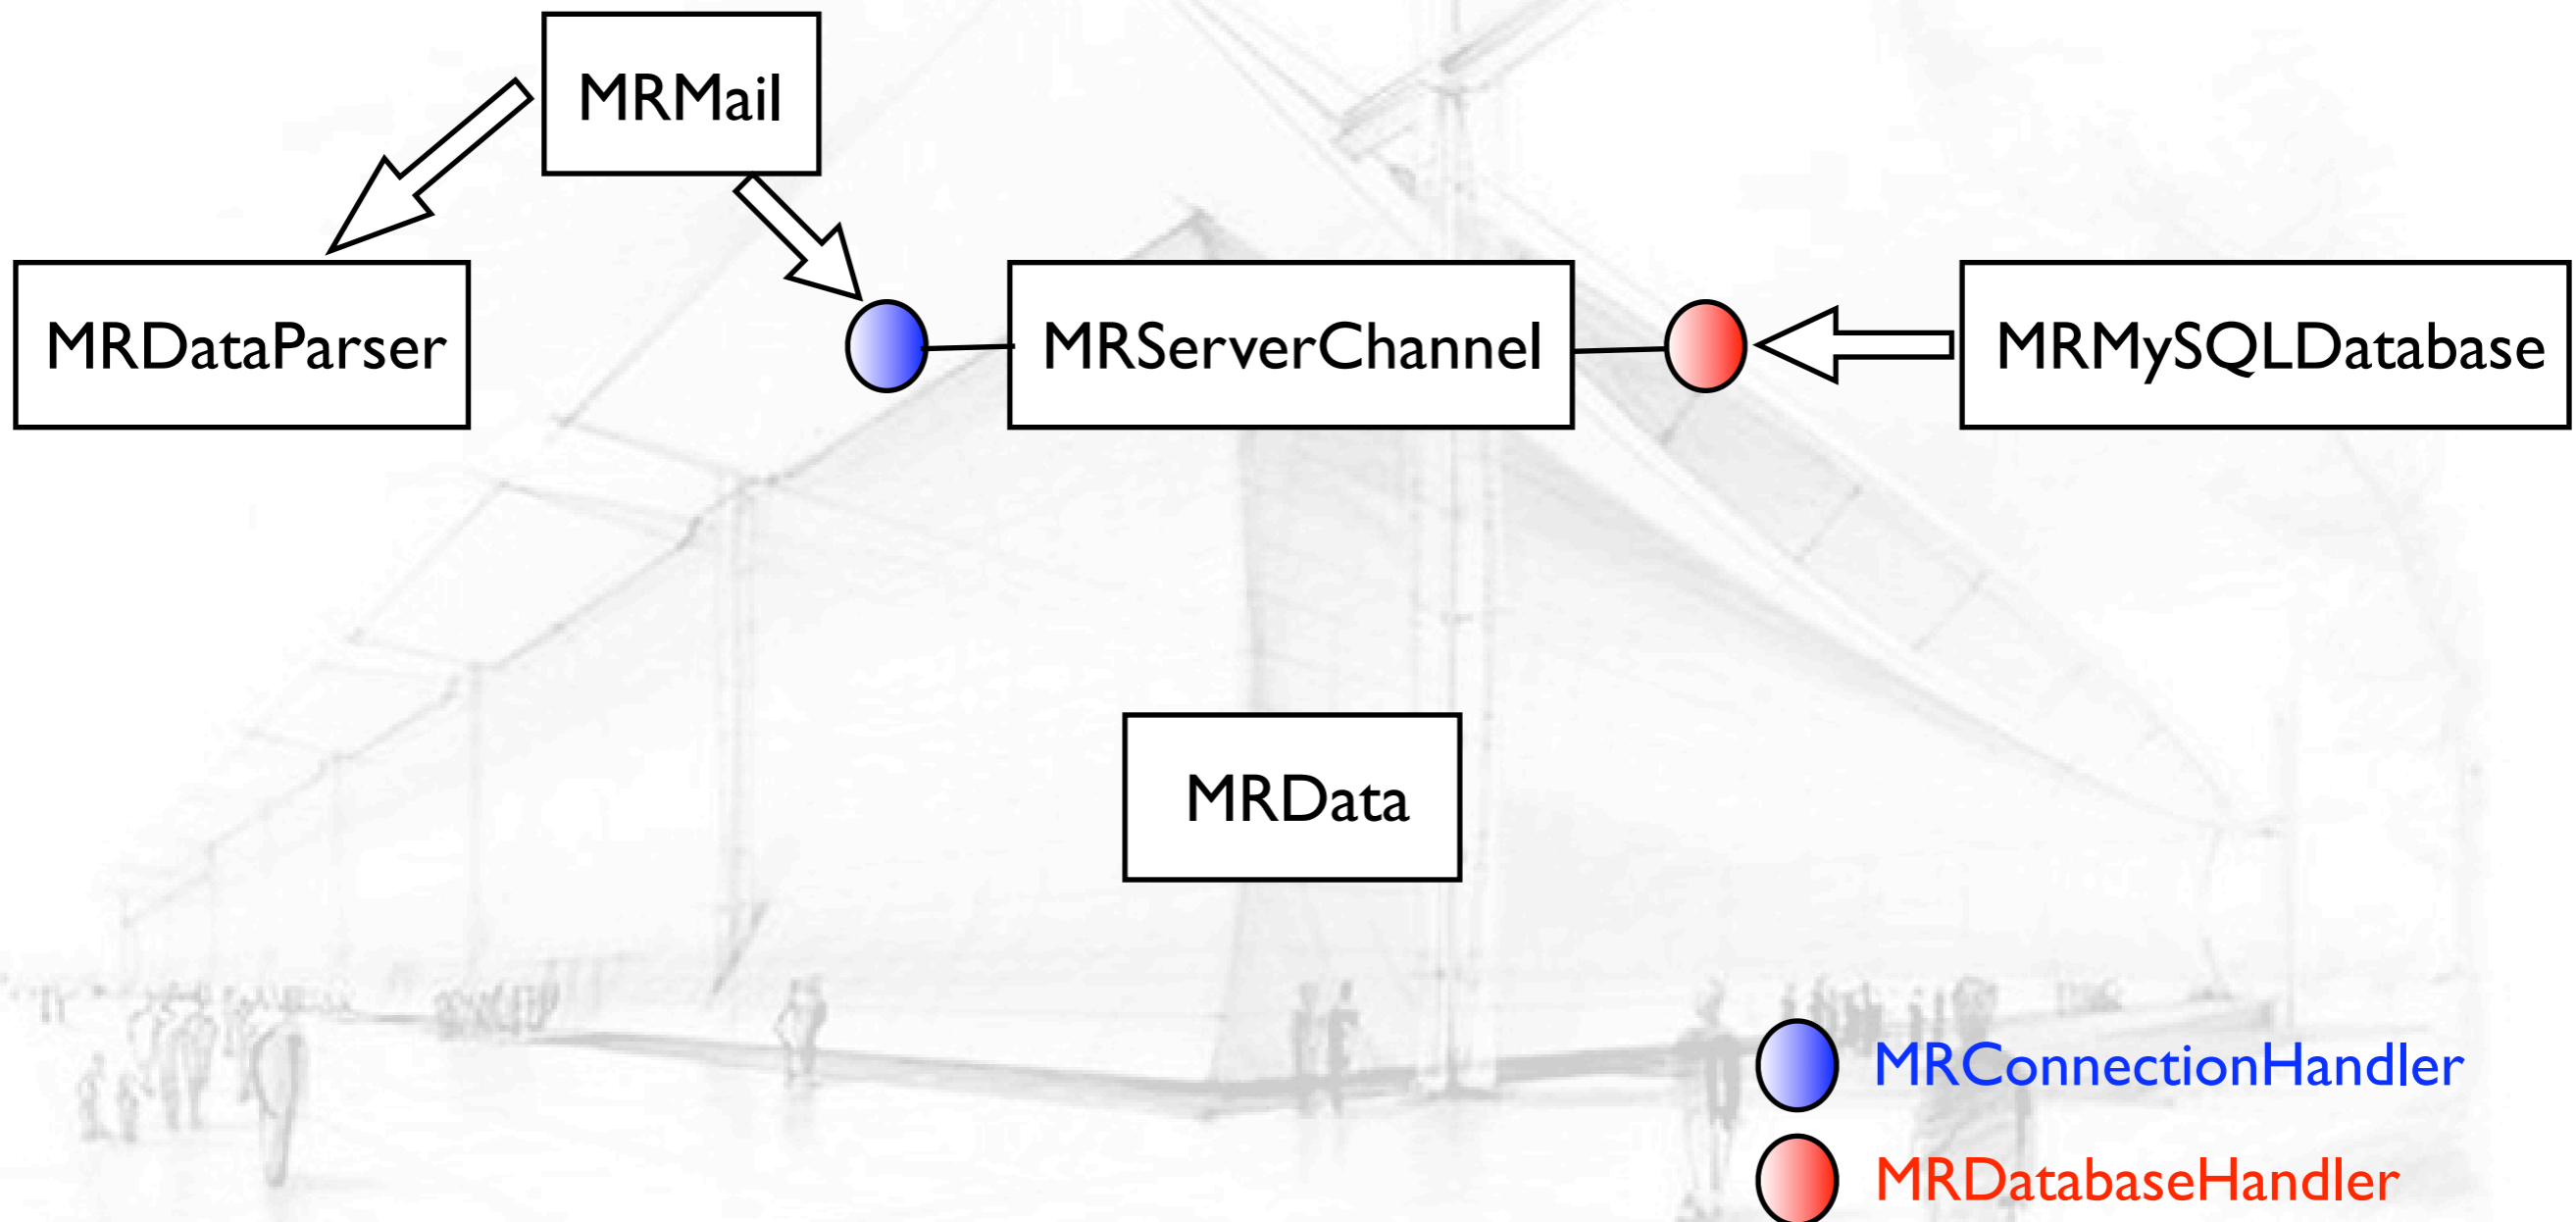 MRMail
MRDataParser
MRServerChannel
MRMySQLDatabase
MRData
MRConnectionHandler
MRDatabaseHandler